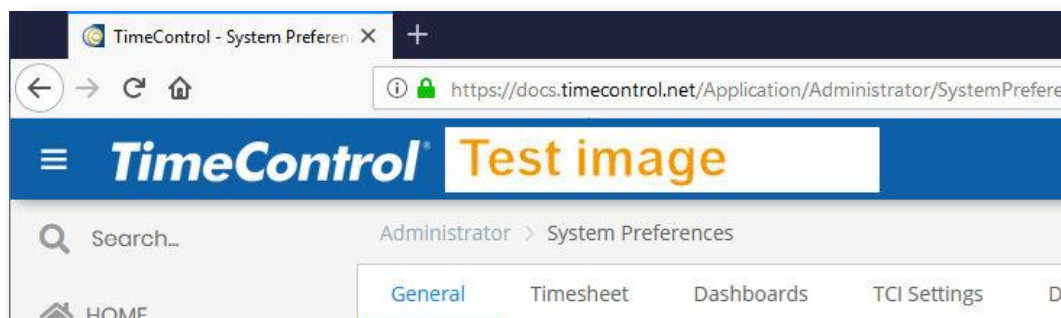 TimeControl - System Preferen
https://docs.timecontrol.net/Application/Administrator/SystemPrefere
TimeControl® Test image
Search...
Administrator > System Preferences
General Timesheet Dashboards TCI Settings D
HOME